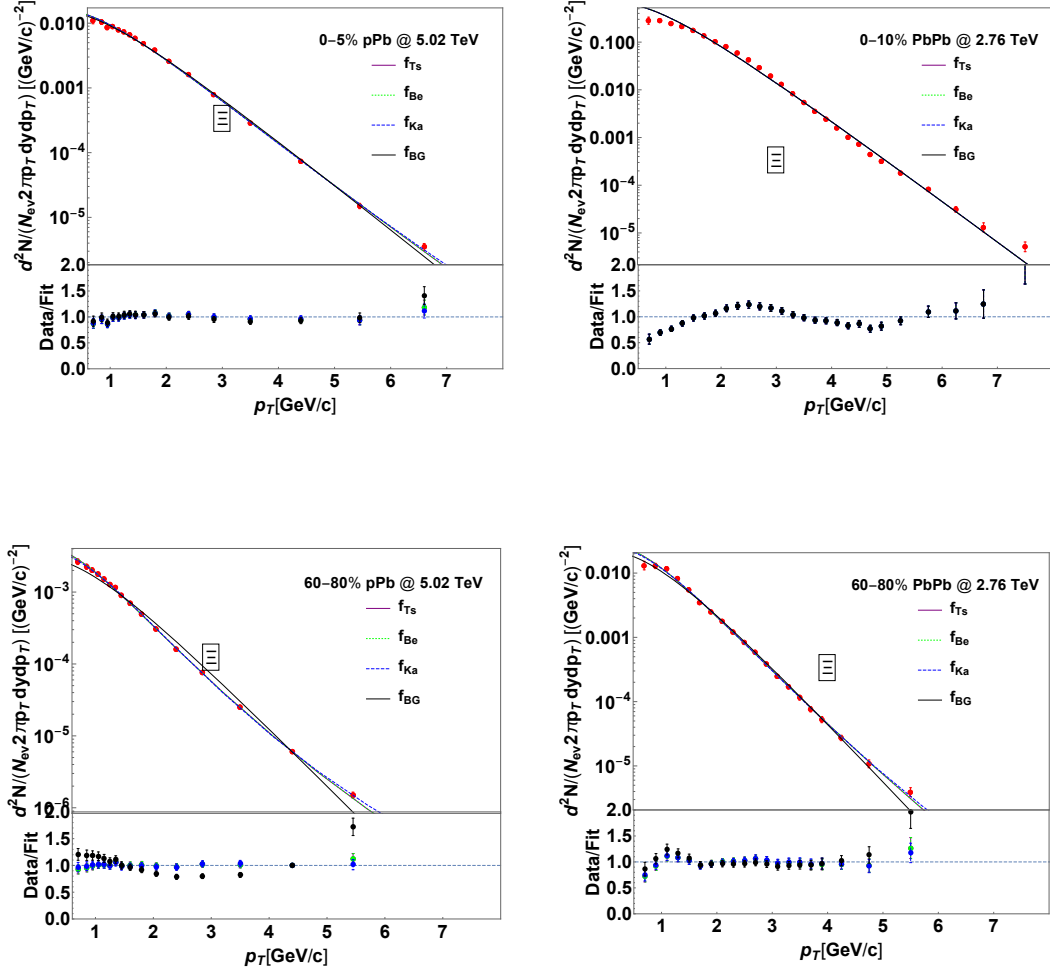 0–5% pPb @ 5.02 TeV
f_Ts
f_Be
f_Ka
f_BG
Ξ
d²N/(N_ev 2πp_T dydp_T) [(GeV/c)⁻²]
0.010
0.001
10⁻⁴
10⁻⁵
2.0
1.5
1.0
0.5
0.0
Data/Fit
1 2 3 4 5 6 7
p_T[GeV/c]
0–10% PbPb @ 2.76 TeV
f_Ts
f_Be
f_Ka
f_BG
Ξ
d²N/(N_ev 2πp_T dydp_T) [(GeV/c)⁻²]
0.100
0.010
0.001
10⁻⁴
10⁻⁵
2.0
1.5
1.0
0.5
0.0
Data/Fit
1 2 3 4 5 6 7
p_T[GeV/c]
60–80% pPb @ 5.02 TeV
f_Ts
f_Be
f_Ka
f_BG
Ξ
d²N/(N_ev 2πp_T dydp_T) [(GeV/c)⁻²]
10⁻³
10⁻⁴
10⁻⁵
10⁻⁶
2.0
1.5
1.0
0.5
0.0
Data/Fit
1 2 3 4 5 6 7
p_T[GeV/c]
60–80% PbPb @ 2.76 TeV
f_Ts
f_Be
f_Ka
f_BG
Ξ
d²N/(N_ev 2πp_T dydp_T) [(GeV/c)⁻²]
0.010
0.001
10⁻⁴
10⁻⁵
2.0
1.5
1.0
0.5
0.0
Data/Fit
1 2 3 4 5 6 7
p_T[GeV/c]